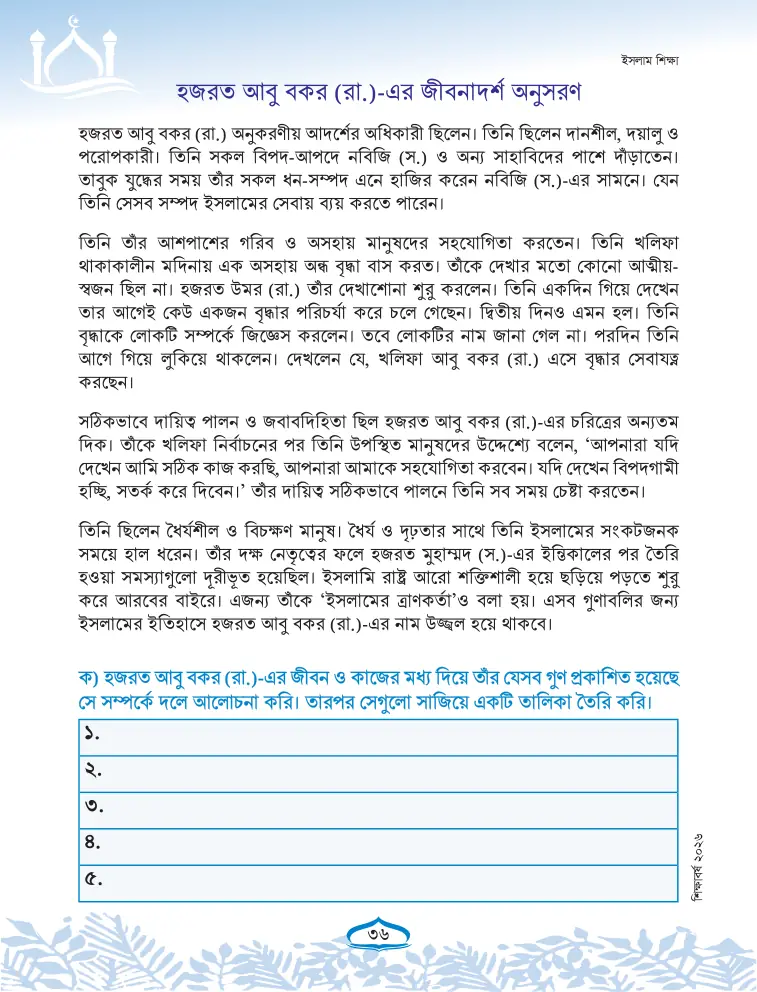 ইসলাম শিক্ষা
হজরত আবু বকর (রা.)-এর জীবনাদর্শ অনুসরণ
হজরত আবু বকর (রা.) অনুকরণীয় আদর্শের অধিকারী ছিলেন। তিনি ছিলেন দানশীল, দয়ালু ও
পরোপকারী। তিনি সকল বিপদ-আপদে নবিজি (স.) ও অন্য সাহাবিদের পাশে দাঁড়াতেন।
তাবুক যুদ্ধের সময় তাঁর সকল ধন-সম্পদ এনে হাজির করেন নবিজি (স.)-এর সামনে। যেন
তিনি সেসব সম্পদ ইসলামের সেবায় ব্যয় করতে পারেন।
তিনি তাঁর আশপাশের গরিব ও অসহায় মানুষদের সহযোগিতা করতেন। তিনি খলিফা
থাকাকালীন মদিনায় এক অসহায় অন্ধ বৃদ্ধা বাস করত। তাঁকে দেখার মতো কোনো আত্মীয়-
স্বজন ছিল না। হজরত উমর (রা.) তাঁর দেখাশোনা শুরু করলেন। তিনি একদিন গিয়ে দেখেন
তার আগেই কেউ একজন বৃদ্ধার পরিচর্যা করে চলে গেছেন। দ্বিতীয় দিনও এমন হল। তিনি
বৃদ্ধাকে লোকটি সম্পর্কে জিজ্ঞেস করলেন। তবে লোকটির নাম জানা গেল না। পরদিন তিনি
আগে গিয়ে লুকিয়ে থাকলেন। দেখলেন যে, খলিফা আবু বকর (রা.) এসে বৃদ্ধার সেবাযত্ন
করছেন।
সঠিকভাবে দায়িত্ব পালন ও জবাবদিহিতা ছিল হজরত আবু বকর (রা.)-এর চরিত্রের অন্যতম
দিক। তাঁকে খলিফা নির্বাচনের পর তিনি উপস্থিত মানুষদের উদ্দেশ্যে বলেন, ‘আপনারা যদি
দেখেন আমি সঠিক কাজ করছি, আপনারা আমাকে সহযোগিতা করবেন। যদি দেখেন বিপদগামী
হচ্ছি, সতর্ক করে দিবেন।’ তাঁর দায়িত্ব সঠিকভাবে পালনে তিনি সব সময় চেষ্টা করতেন।
তিনি ছিলেন ধৈর্যশীল ও বিচক্ষণ মানুষ। ধৈর্য ও দৃঢ়তার সাথে তিনি ইসলামের সংকটজনক
সময়ে হাল ধরেন। তাঁর দক্ষ নেতৃত্বের ফলে হজরত মুহাম্মদ (স.)-এর ইন্তিকালের পর তৈরি
হওয়া সমস্যাগুলো দূরীভূত হয়েছিল। ইসলামি রাষ্ট্র আরো শক্তিশালী হয়ে ছড়িয়ে পড়তে শুরু
করে আরবের বাইরে। এজন্য তাঁকে ‘ইসলামের ত্রাণকর্তা’ও বলা হয়। এসব গুণাবলির জন্য
ইসলামের ইতিহাসে হজরত আবু বকর (রা.)-এর নাম উজ্জ্বল হয়ে থাকবে।
ক) হজরত আবু বকর (রা.)-এর জীবন ও কাজের মধ্য দিয়ে তাঁর যেসব গুণ প্রকাশিত হয়েছে
সে সম্পর্কে দলে আলোচনা করি। তারপর সেগুলো সাজিয়ে একটি তালিকা তৈরি করি।
১.
২.
৩.
৪.
৫.
শিক্ষাবর্ষ ২০২৬
৩৬